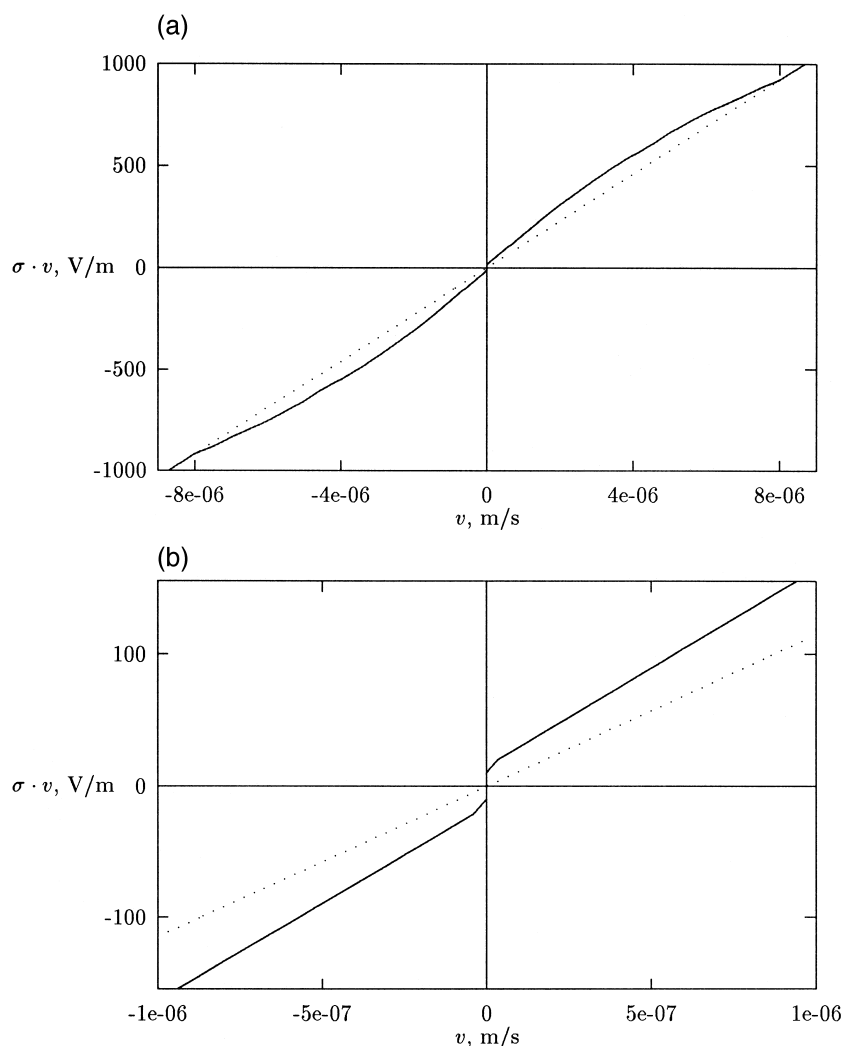 (a)
1000
500
σ · v, V/m 0
-500
-1000
-8e-06 -4e-06 0 4e-06 8e-06
v, m/s
(b)
100
σ · v, V/m 0
-100
-1e-06 -5e-07 0 5e-07 1e-06
v, m/s